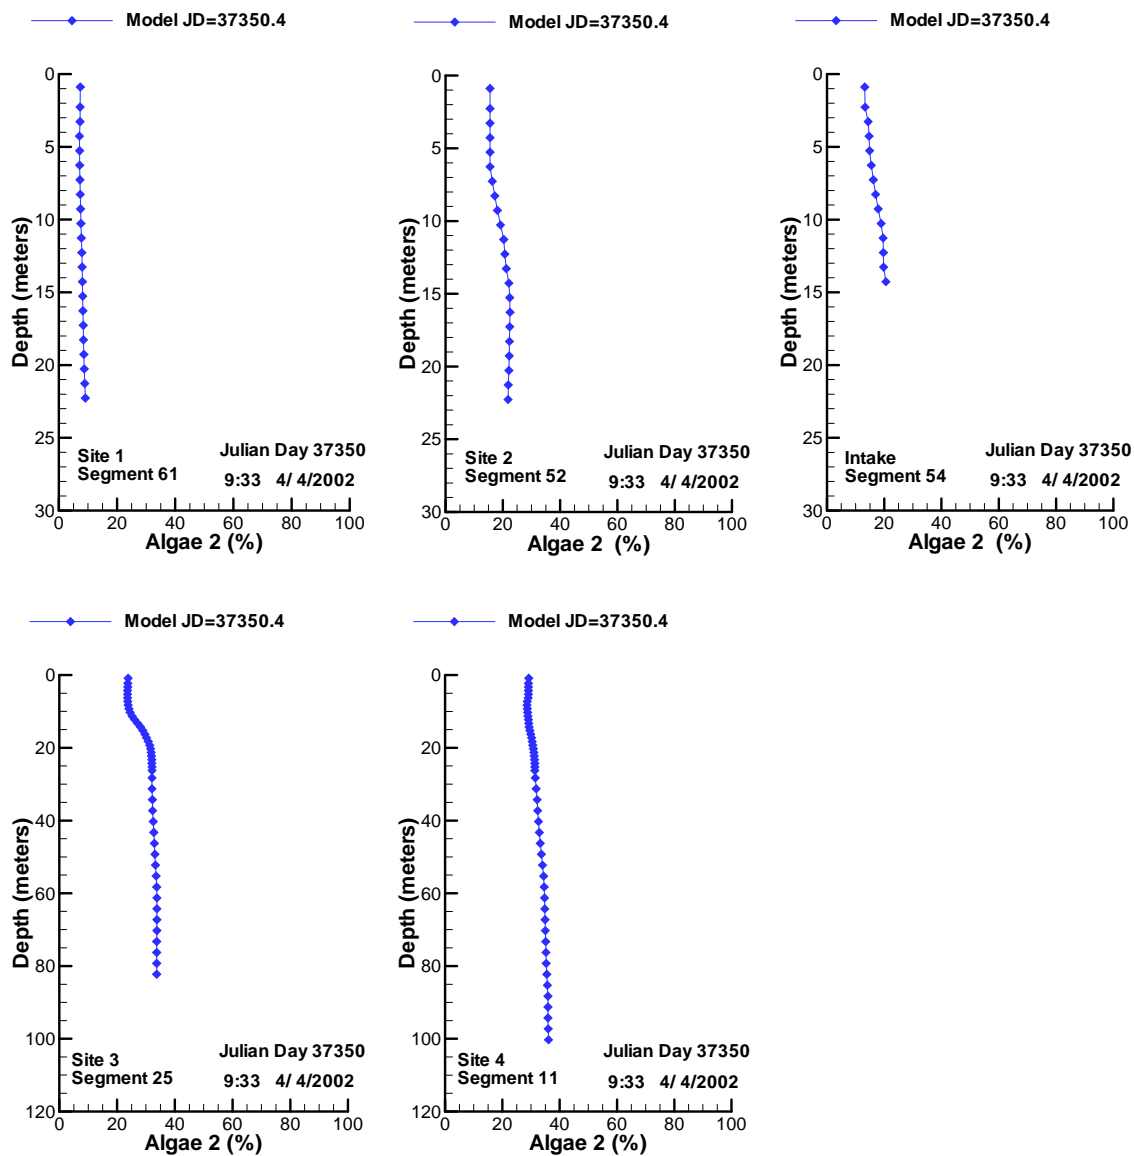 Model JD=37350.4
0
5
10
15
20
25
30
0 20 40 60 80 100
Depth (meters)
Algae 2 (%)
Site 1
Segment 61
Julian Day 37350
9:33 4/ 4/2002
Model JD=37350.4
0
5
10
15
20
25
30
0 20 40 60 80 100
Depth (meters)
Algae 2 (%)
Site 2
Segment 52
Julian Day 37350
9:33 4/ 4/2002
Model JD=37350.4
0
5
10
15
20
25
30
0 20 40 60 80 100
Depth (meters)
Algae 2 (%)
Intake
Segment 54
Julian Day 37350
9:33 4/ 4/2002
Model JD=37350.4
0
20
40
60
80
100
120
0 20 40 60 80 100
Depth (meters)
Algae 2 (%)
Site 3
Segment 25
Julian Day 37350
9:33 4/ 4/2002
Model JD=37350.4
0
20
40
60
80
100
120
0 20 40 60 80 100
Depth (meters)
Algae 2 (%)
Site 4
Segment 11
Julian Day 37350
9:33 4/ 4/2002